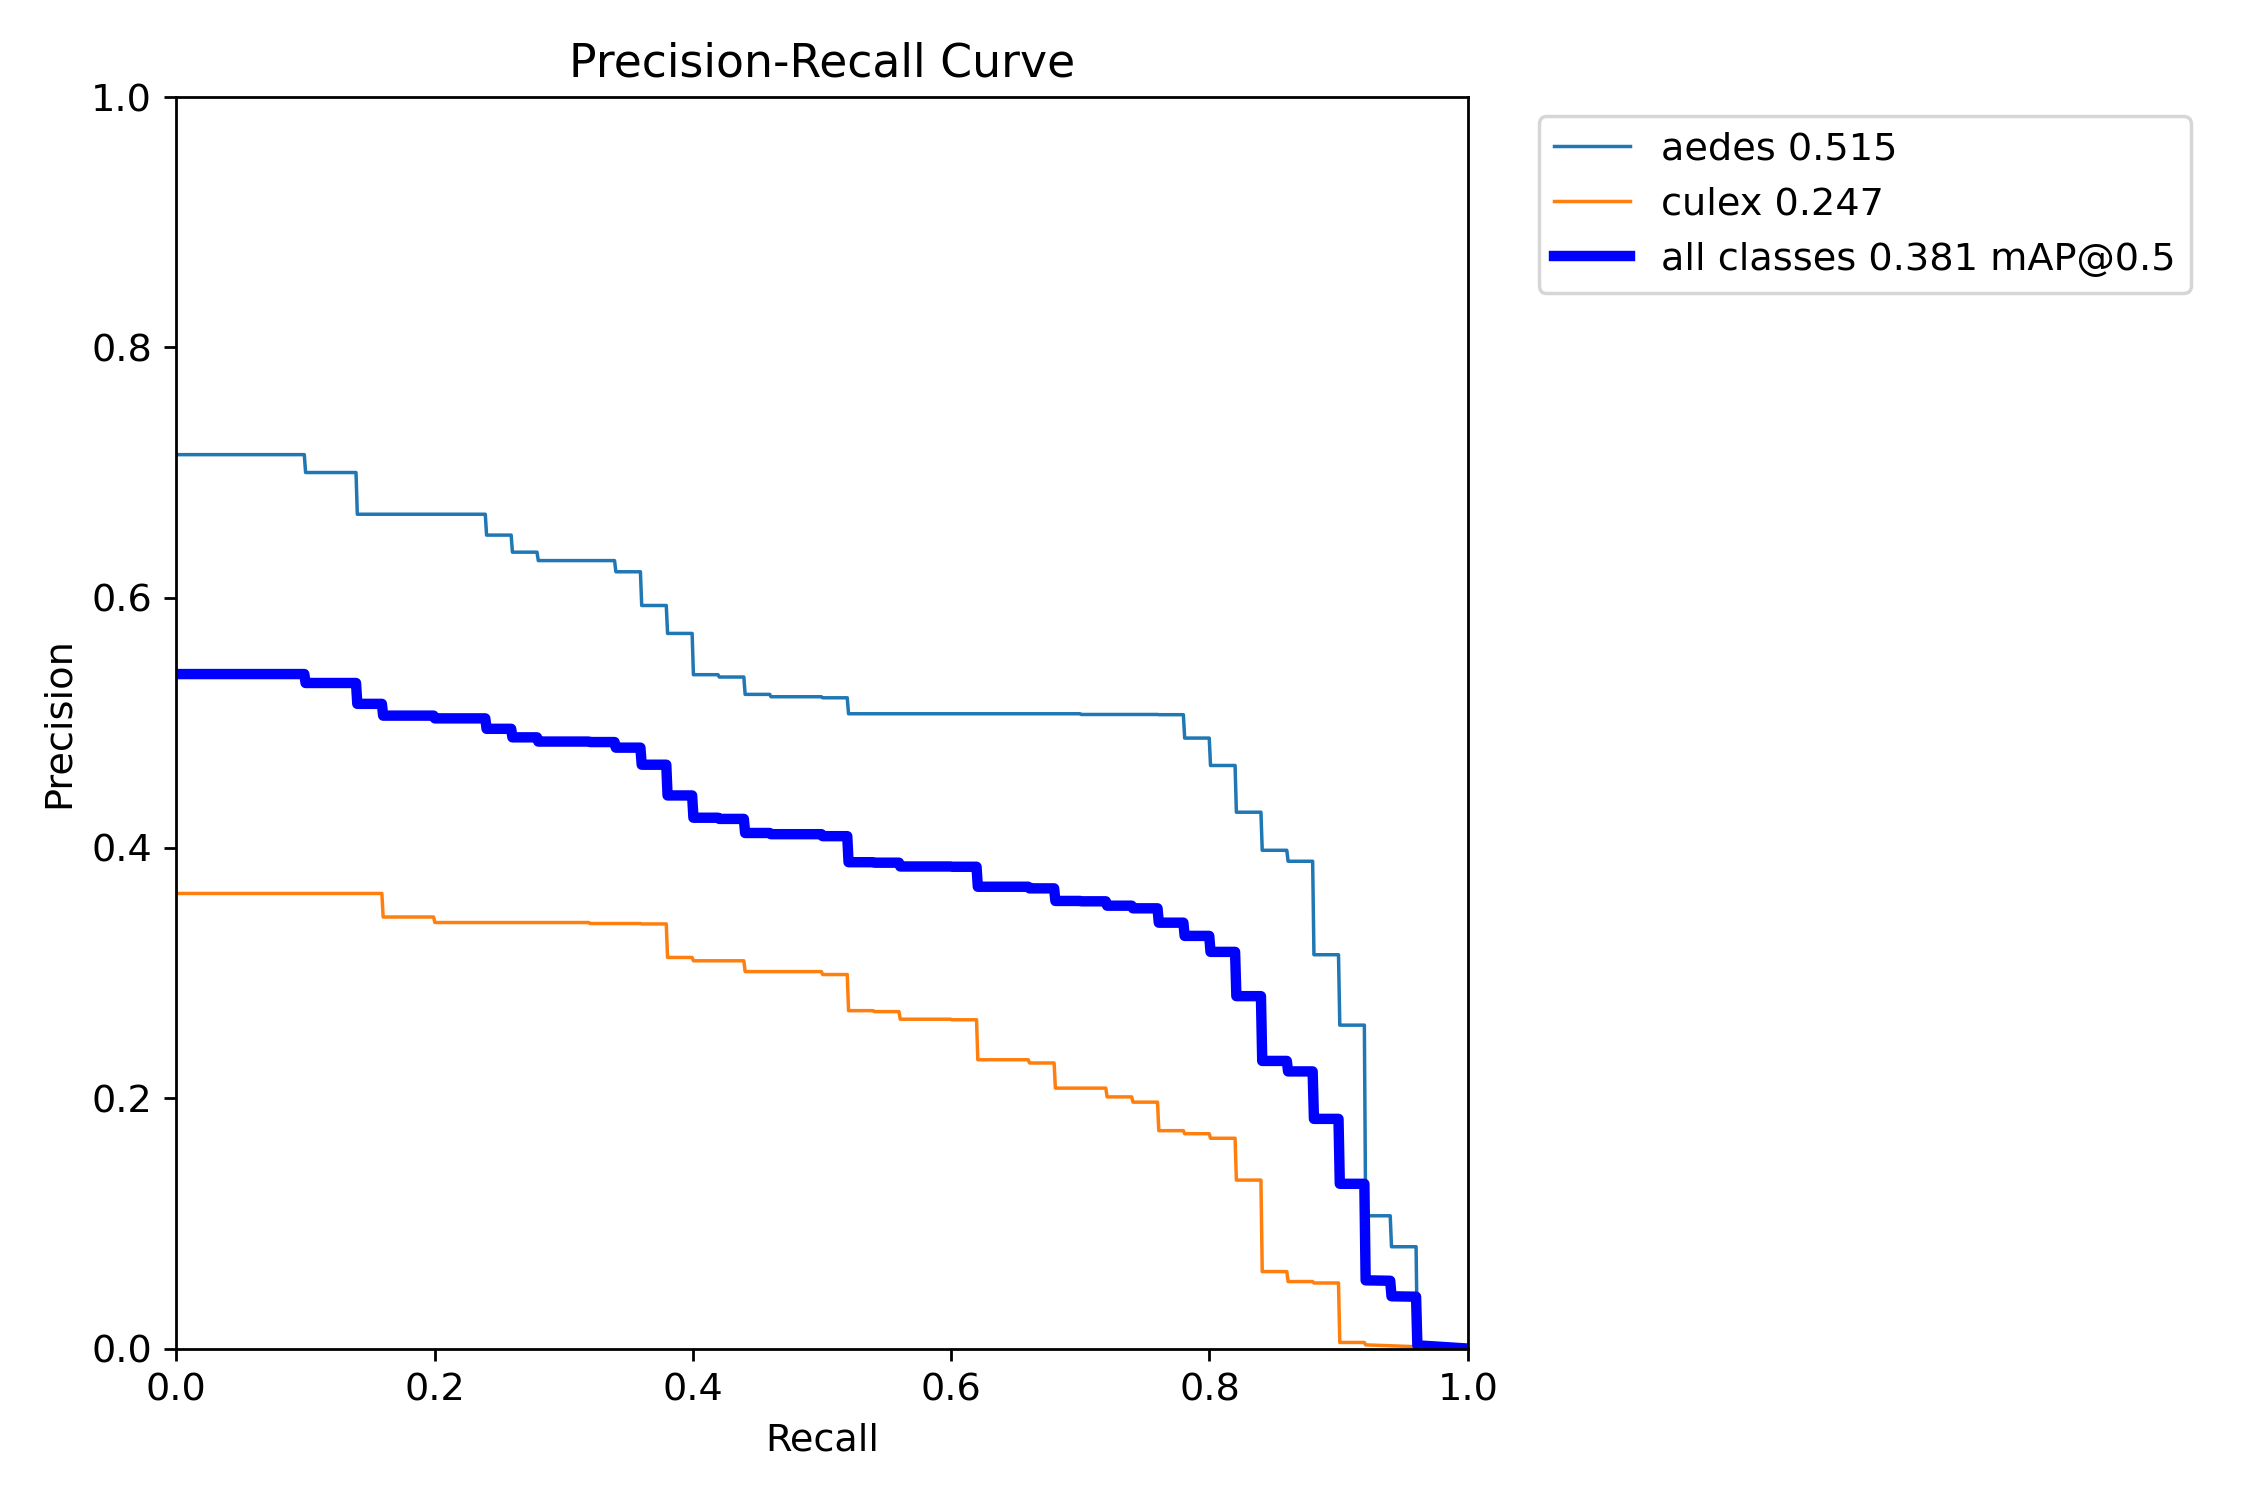 Precision-Recall Curve
1.0
0.8
0.6
0.4
0.2
0.0
Precision
0.0 0.2 0.4 0.6 0.8 1.0
Recall
aedes 0.515
culex 0.247
all classes 0.381 mAP@0.5